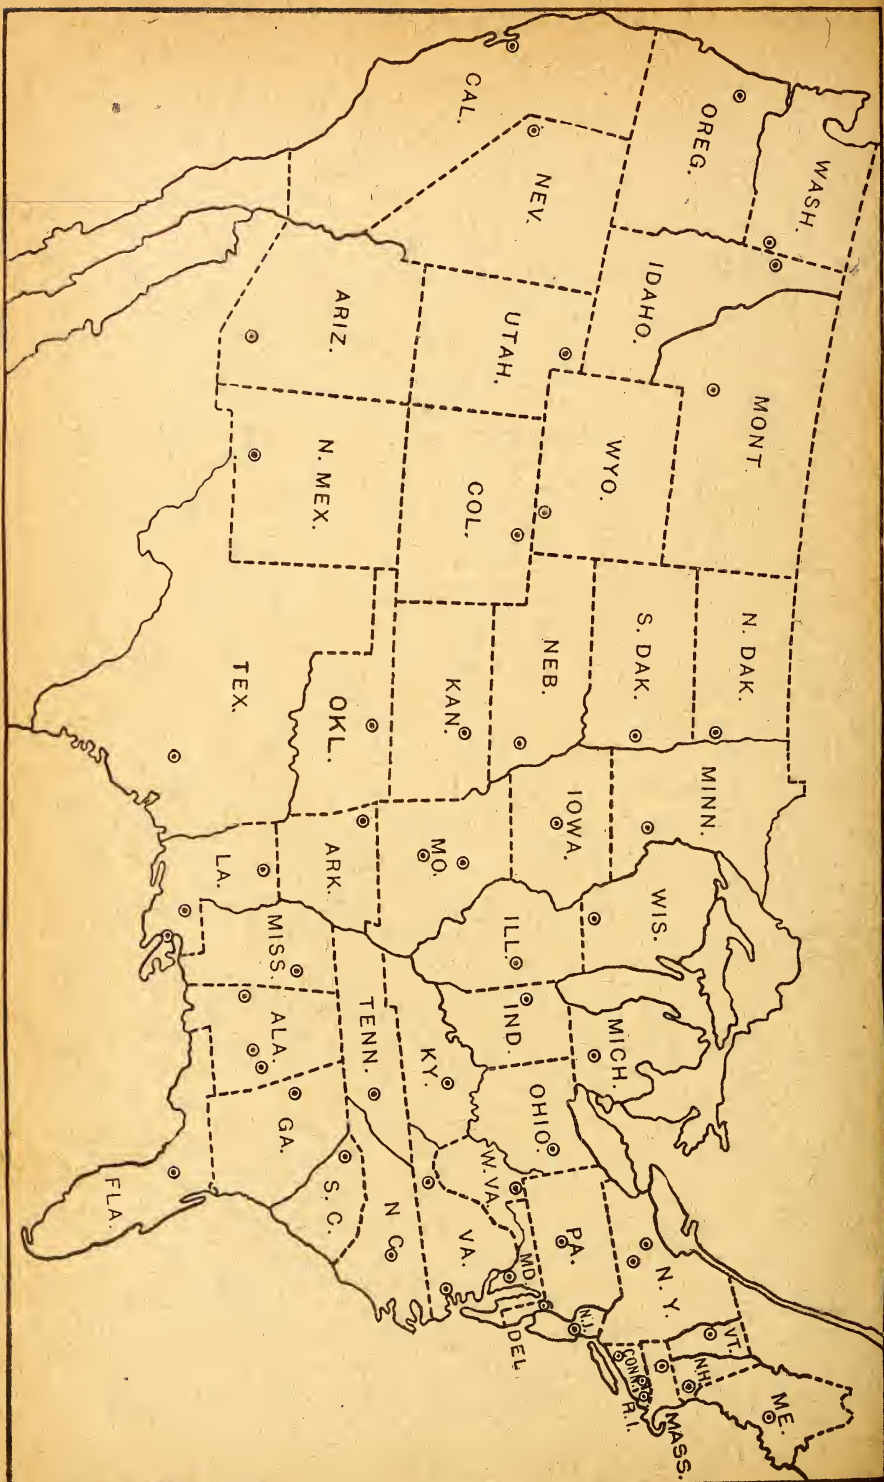 WASH.
OREG.
CAL.
NEV.
IDAHO.
MONT.
WYO.
UTAH.
ARIZ.
COL.
N. MEX.
N. DAK.
S. DAK.
NEB.
KAN.
OKL.
TEX.
MINN.
IOWA.
MO.
ARK.
LA.
WIS.
ILL.
MISS.
MICH.
IND.
KY.
TENN.
ALA.
OHIO.
GA.
FLA.
W. VA.
VA.
N C.
S. C.
PA.
MD.
DEL.
N.J.
N. Y.
VT.
N.H.
ME.
MASS.
CONN.
R.I.